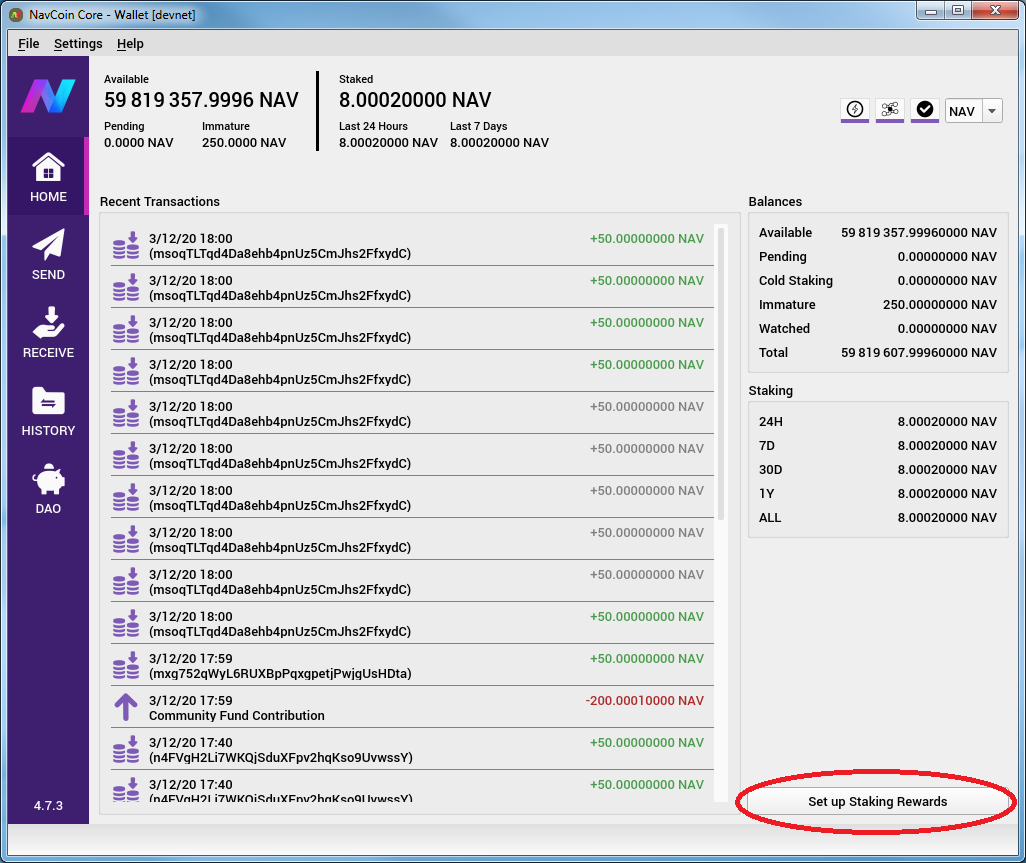 NavCoin Core - Wallet [devnet]
File Settings Help
Available
59 819 357.9996 NAV
Pending Immature
0.0000 NAV 250.0000 NAV
Staked
8.00020000 NAV
Last 24 Hours Last 7 Days
8.00020000 NAV 8.00020000 NAV
NAV
HOME
SEND
RECEIVE
HISTORY
DAO
4.7.3
Recent Transactions
3/12/20 18:00 +50.00000000 NAV
(msoqTLTqd4Da8ehb4pnUz5CmJhs2FfxydC)
3/12/20 18:00 +50.00000000 NAV
(msoqTLTqd4Da8ehb4pnUz5CmJhs2FfxydC)
3/12/20 18:00 +50.00000000 NAV
(msoqTLTqd4Da8ehb4pnUz5CmJhs2FfxydC)
3/12/20 18:00 +50.00000000 NAV
(msoqTLTqd4Da8ehb4pnUz5CmJhs2FfxydC)
3/12/20 18:00 +50.00000000 NAV
(msoqTLTqd4Da8ehb4pnUz5CmJhs2FfxydC)
3/12/20 18:00 +50.00000000 NAV
(msoqTLTqd4Da8ehb4pnUz5CmJhs2FfxydC)
3/12/20 18:00 +50.00000000 NAV
(msoqTLTqd4Da8ehb4pnUz5CmJhs2FfxydC)
3/12/20 18:00 +50.00000000 NAV
(msoqTLTqd4Da8ehb4pnUz5CmJhs2FfxydC)
3/12/20 18:00 +50.00000000 NAV
(msoqTLTqd4Da8ehb4pnUz5CmJhs2FfxydC)
3/12/20 18:00 +50.00000000 NAV
(msoqTLTqd4Da8ehb4pnUz5CmJhs2FfxydC)
3/12/20 17:59 +50.00000000 NAV
(mxg752qWyL6RUXBpPqxgpetjPwjgUsHDta)
3/12/20 17:59 -200.00010000 NAV
Community Fund Contribution
3/12/20 17:40 +50.00000000 NAV
(n4FVgH2Li7WKQjSduXFpv2hqKso9UvwssY)
3/12/20 17:40 +50.00000000 NAV
(n4FVgH2Li7WKQjSduXFpv2hqKso9UvwssY)
Balances
Available 59 819 357.99960000 NAV
Pending 0.00000000 NAV
Cold Staking 0.00000000 NAV
Immature 250.00000000 NAV
Watched 0.00000000 NAV
Total 59 819 607.99960000 NAV
Staking
24H 8.00020000 NAV
7D 8.00020000 NAV
30D 8.00020000 NAV
1Y 8.00020000 NAV
ALL 8.00020000 NAV
Set up Staking Rewards